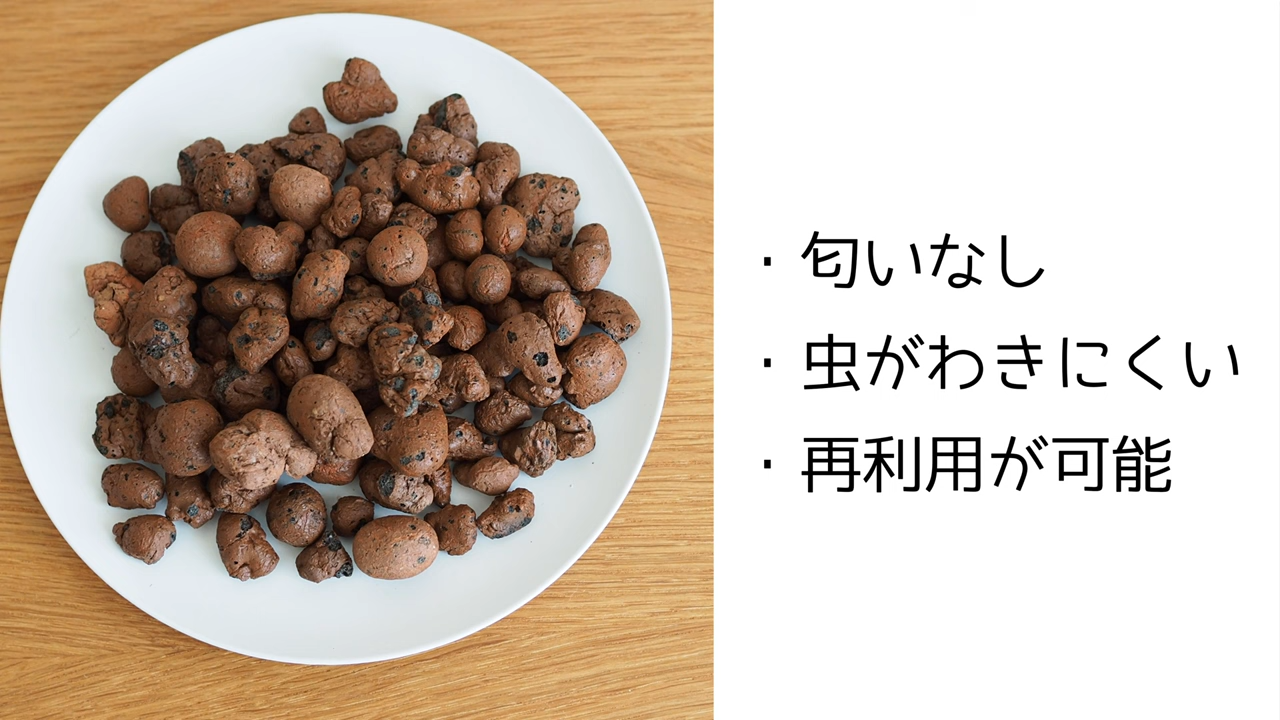 ・匂いなし
・虫がわきにくい
・再利用が可能